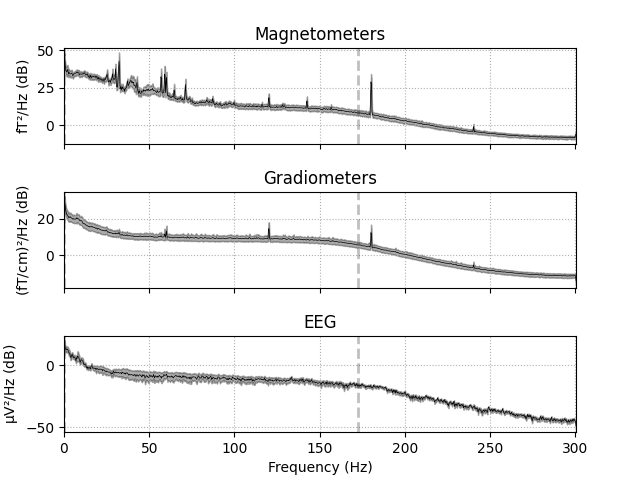 Magnetometers
fT²/Hz (dB)
50
25
0
Gradiometers
(fT/cm)²/Hz (dB)
20
0
EEG
µV²/Hz (dB)
0
−50
0 50 100 150 200 250 300
Frequency (Hz)